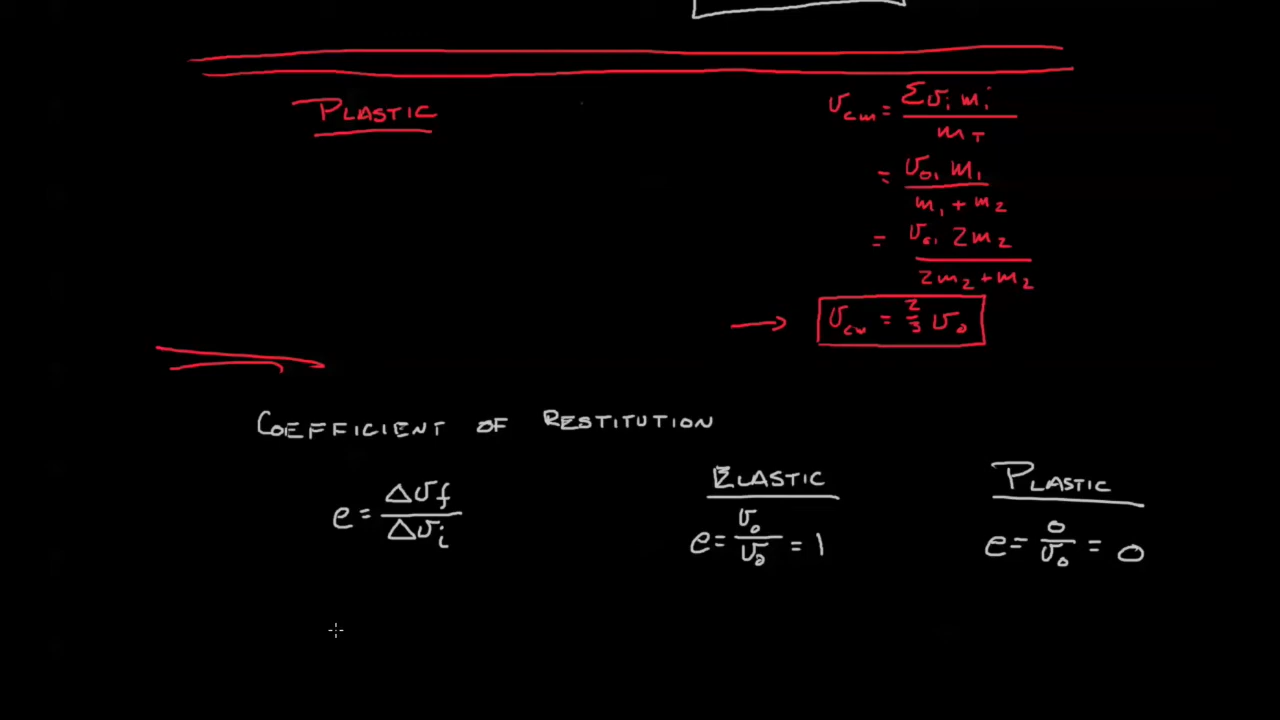 PLASTIC
v_cm = Σ v_i m_i / m_T
= v_01 m_1 / m_1 + m_2
= v_01 2m_2 / 2m_2 + m_2
→ v_cm = 2/3 v_0
COEFFICIENT OF RESTITUTION
e = Δv_f / Δv_i
ELASTIC
e = v_0 / v_0 = 1
PLASTIC
e = 0 / v_0 = 0